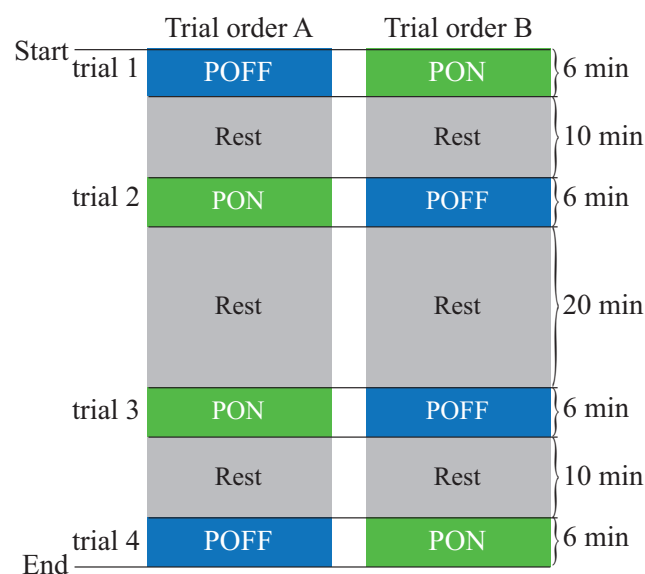 Trial order A Trial order B
Start
trial 1 POFF PON 6 min
Rest Rest 10 min
trial 2 PON POFF 6 min
Rest Rest 20 min
trial 3 PON POFF 6 min
Rest Rest 10 min
trial 4 POFF PON 6 min
End